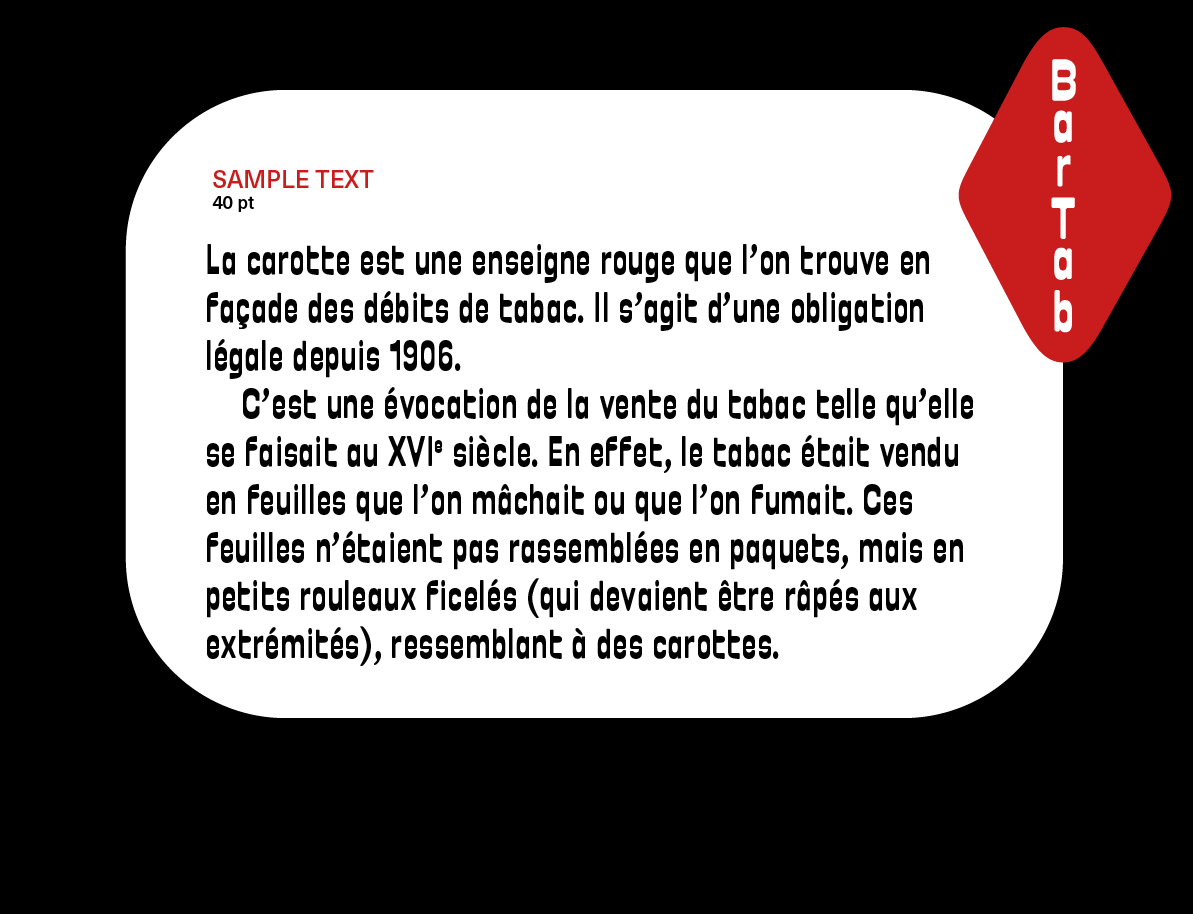 BarTab
SAMPLE TEXT
40 pt
La carotte est une enseigne rouge que l’on trouve en
façade des débits de tabac. Il s’agit d’une obligation
légale depuis 1906.
C’est une évocation de la vente du tabac telle qu’elle
se faisait au XVIᵉ siècle. En effet, le tabac était vendu
en feuilles que l’on mâchait ou que l’on fumait. Ces
feuilles n’étaient pas rassemblées en paquets, mais en
petits rouleaux ficelés (qui devaient être râpés aux
extrémités), ressemblant à des carottes.